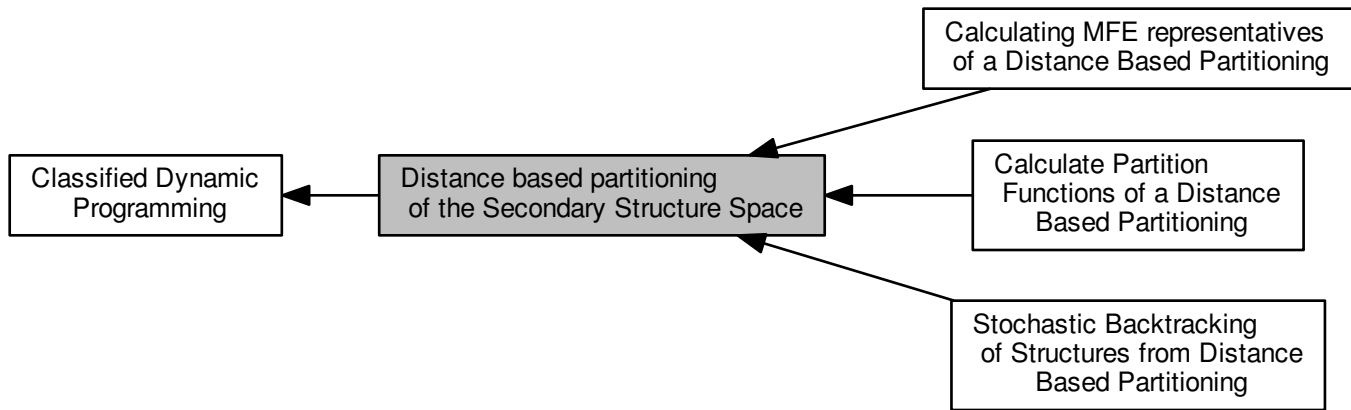 Calculating MFE representatives
of a Distance Based Partitioning
Classified Dynamic
Programming
Distance based partitioning
of the Secondary Structure Space
Calculate Partition
Functions of a Distance
Based Partitioning
Stochastic Backtracking
of Structures from Distance
Based Partitioning